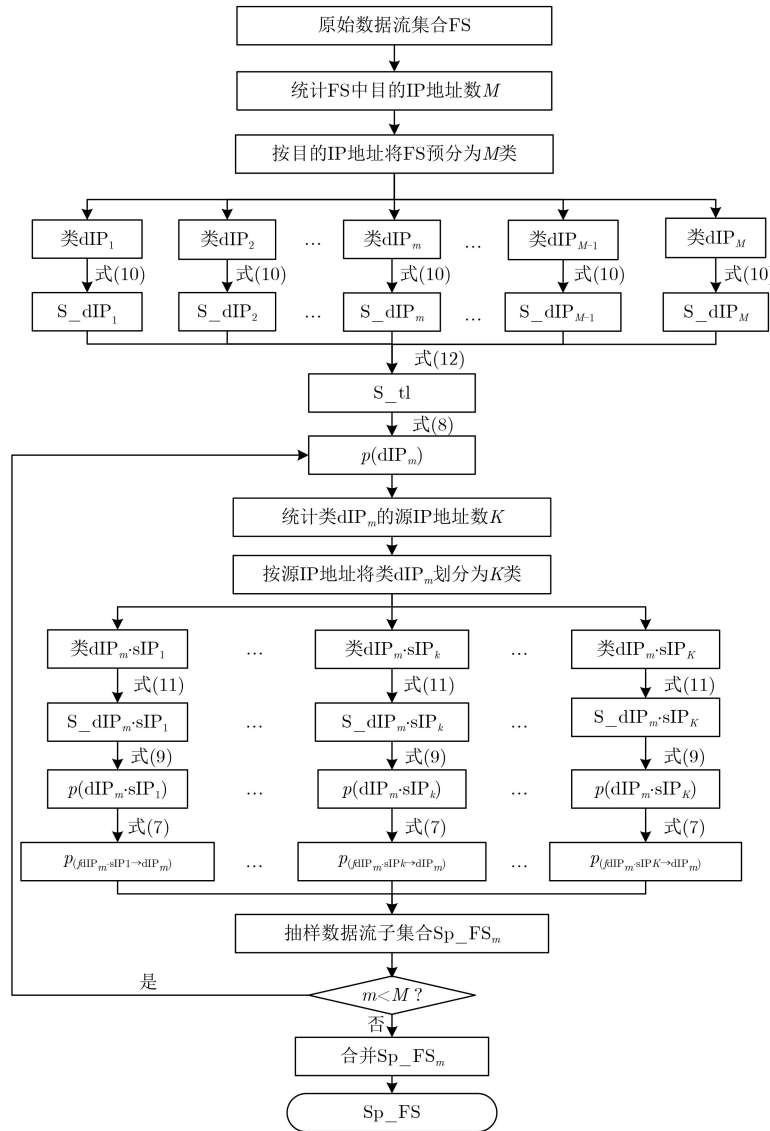 原始数据流集合FS
统计FS中目的IP地址数M
按目的IP地址将FS预分为M类
类dIP₁ 类dIP₂ … 类dIPₘ … 类dIP_{M−1} 类dIP_M
式(10) 式(10) 式(10) 式(10) 式(10)
S_dIP₁ S_dIP₂ … S_dIPₘ … S_dIP_{M−1} S_dIP_M
式(12)
S_tl
式(8)
p(dIPₘ)
统计类dIPₘ的源IP地址数K
按源IP地址将类dIPₘ划分为K类
类dIPₘ·sIP₁ … 类dIPₘ·sIPₖ … 类dIPₘ·sIP_K
式(11) 式(11) 式(11)
S_dIPₘ·sIP₁ … S_dIPₘ·sIPₖ … S_dIPₘ·sIP_K
式(9) 式(9) 式(9)
p(dIPₘ·sIP₁) … p(dIPₘ·sIPₖ) … p(dIPₘ·sIP_K)
式(7) 式(7) 式(7)
p_{(fdIPₘ·sIP1→dIPₘ)} … p_{(fdIPₘ·sIPk→dIPₘ)} … p_{(fdIPₘ·sIPK→dIPₘ)}
抽样数据流子集合Sp_FSₘ
是
m<M ?
否
合并Sp_FSₘ
Sp_FS